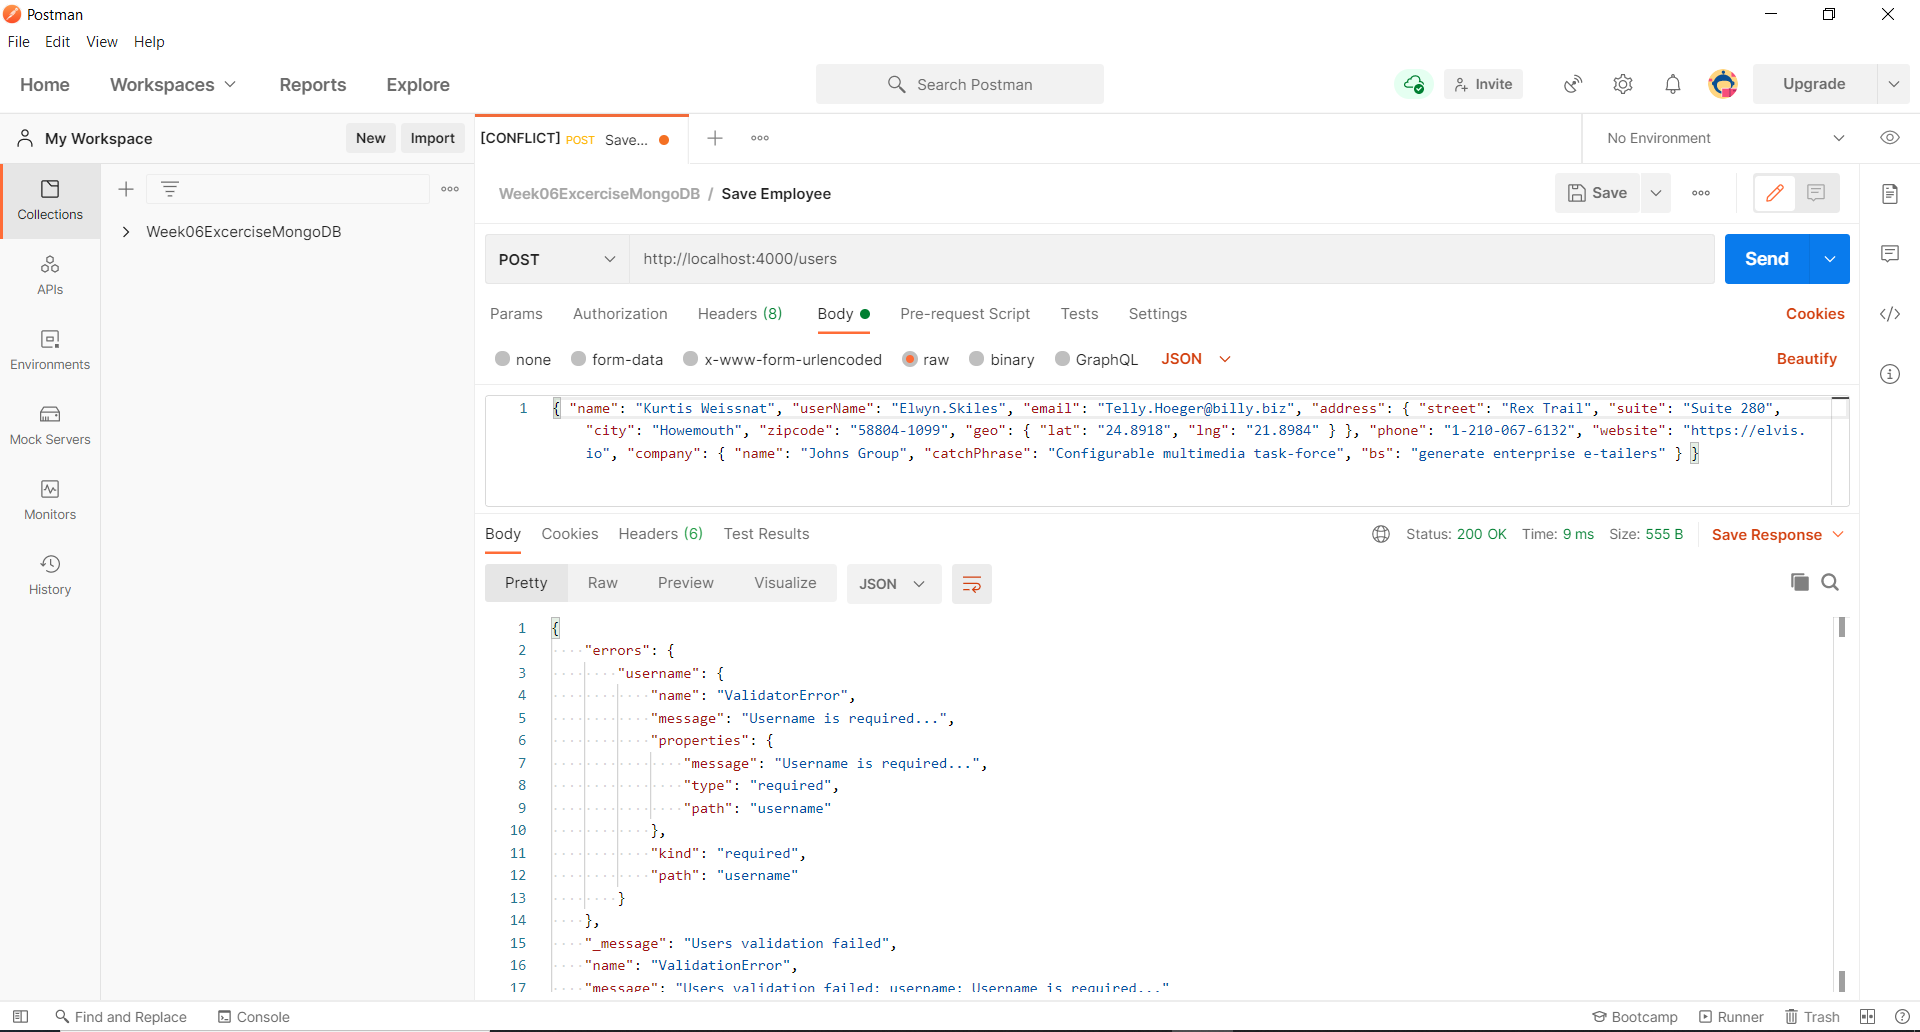 Postman
File Edit View Help
Home Workspaces Reports Explore Search Postman Invite Upgrade
My Workspace New Import [CONFLICT] POST Save... No Environment
Collections
APIs
Environments
Mock Servers
Monitors
History
Week06ExcerciseMongoDB
Week06ExcerciseMongoDB / Save Employee Save
POST http://localhost:4000/users Send
Params Authorization Headers (8) Body Pre-request Script Tests Settings Cookies
none form-data x-www-form-urlencoded raw binary GraphQL JSON Beautify
1 { "name": "Kurtis Weissnat", "userName": "Elwyn.Skiles", "email": "Telly.Hoeger@billy.biz", "address": { "street": "Rex Trail", "suite": "Suite 280",
"city": "Howemouth", "zipcode": "58804-1099", "geo": { "lat": "24.8918", "lng": "21.8984" } }, "phone": "1-210-067-6132", "website": "https://elvis.
io", "company": { "name": "Johns Group", "catchPhrase": "Configurable multimedia task-force", "bs": "generate enterprise e-tailers" } }
Body Cookies Headers (6) Test Results Status: 200 OK Time: 9 ms Size: 555 B Save Response
Pretty Raw Preview Visualize JSON
1 {
2 "errors": {
3 "username": {
4 "name": "ValidatorError",
5 "message": "Username is required...",
6 "properties": {
7 "message": "Username is required...",
8 "type": "required",
9 "path": "username"
10 },
11 "kind": "required",
12 "path": "username"
13 }
14 },
15 "_message": "Users validation failed",
16 "name": "ValidationError",
17 "message": "Users validation failed: username: Username is required..."
Find and Replace Console Bootcamp Runner Trash